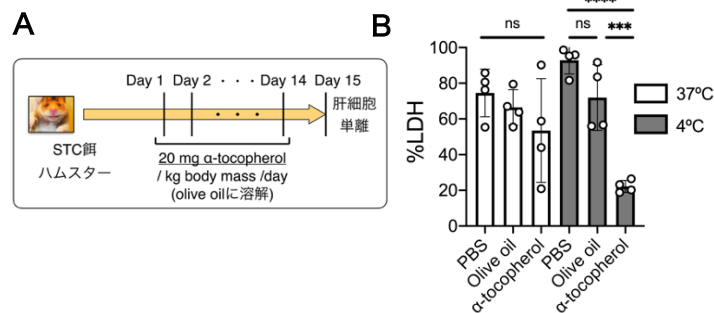 A
Day 1
Day 2
Day 14
Day 15
肝細胞
単離
STC餌
ハムスター
20 mg α-tocopherol
/ kg body mass /day
(olive oilに溶解)
B
****
ns
ns
***
%LDH
100
80
60
40
20
0
PBS
Olive oil
α-tocopherol
PBS
Olive oil
α-tocopherol
37ºC
4ºC